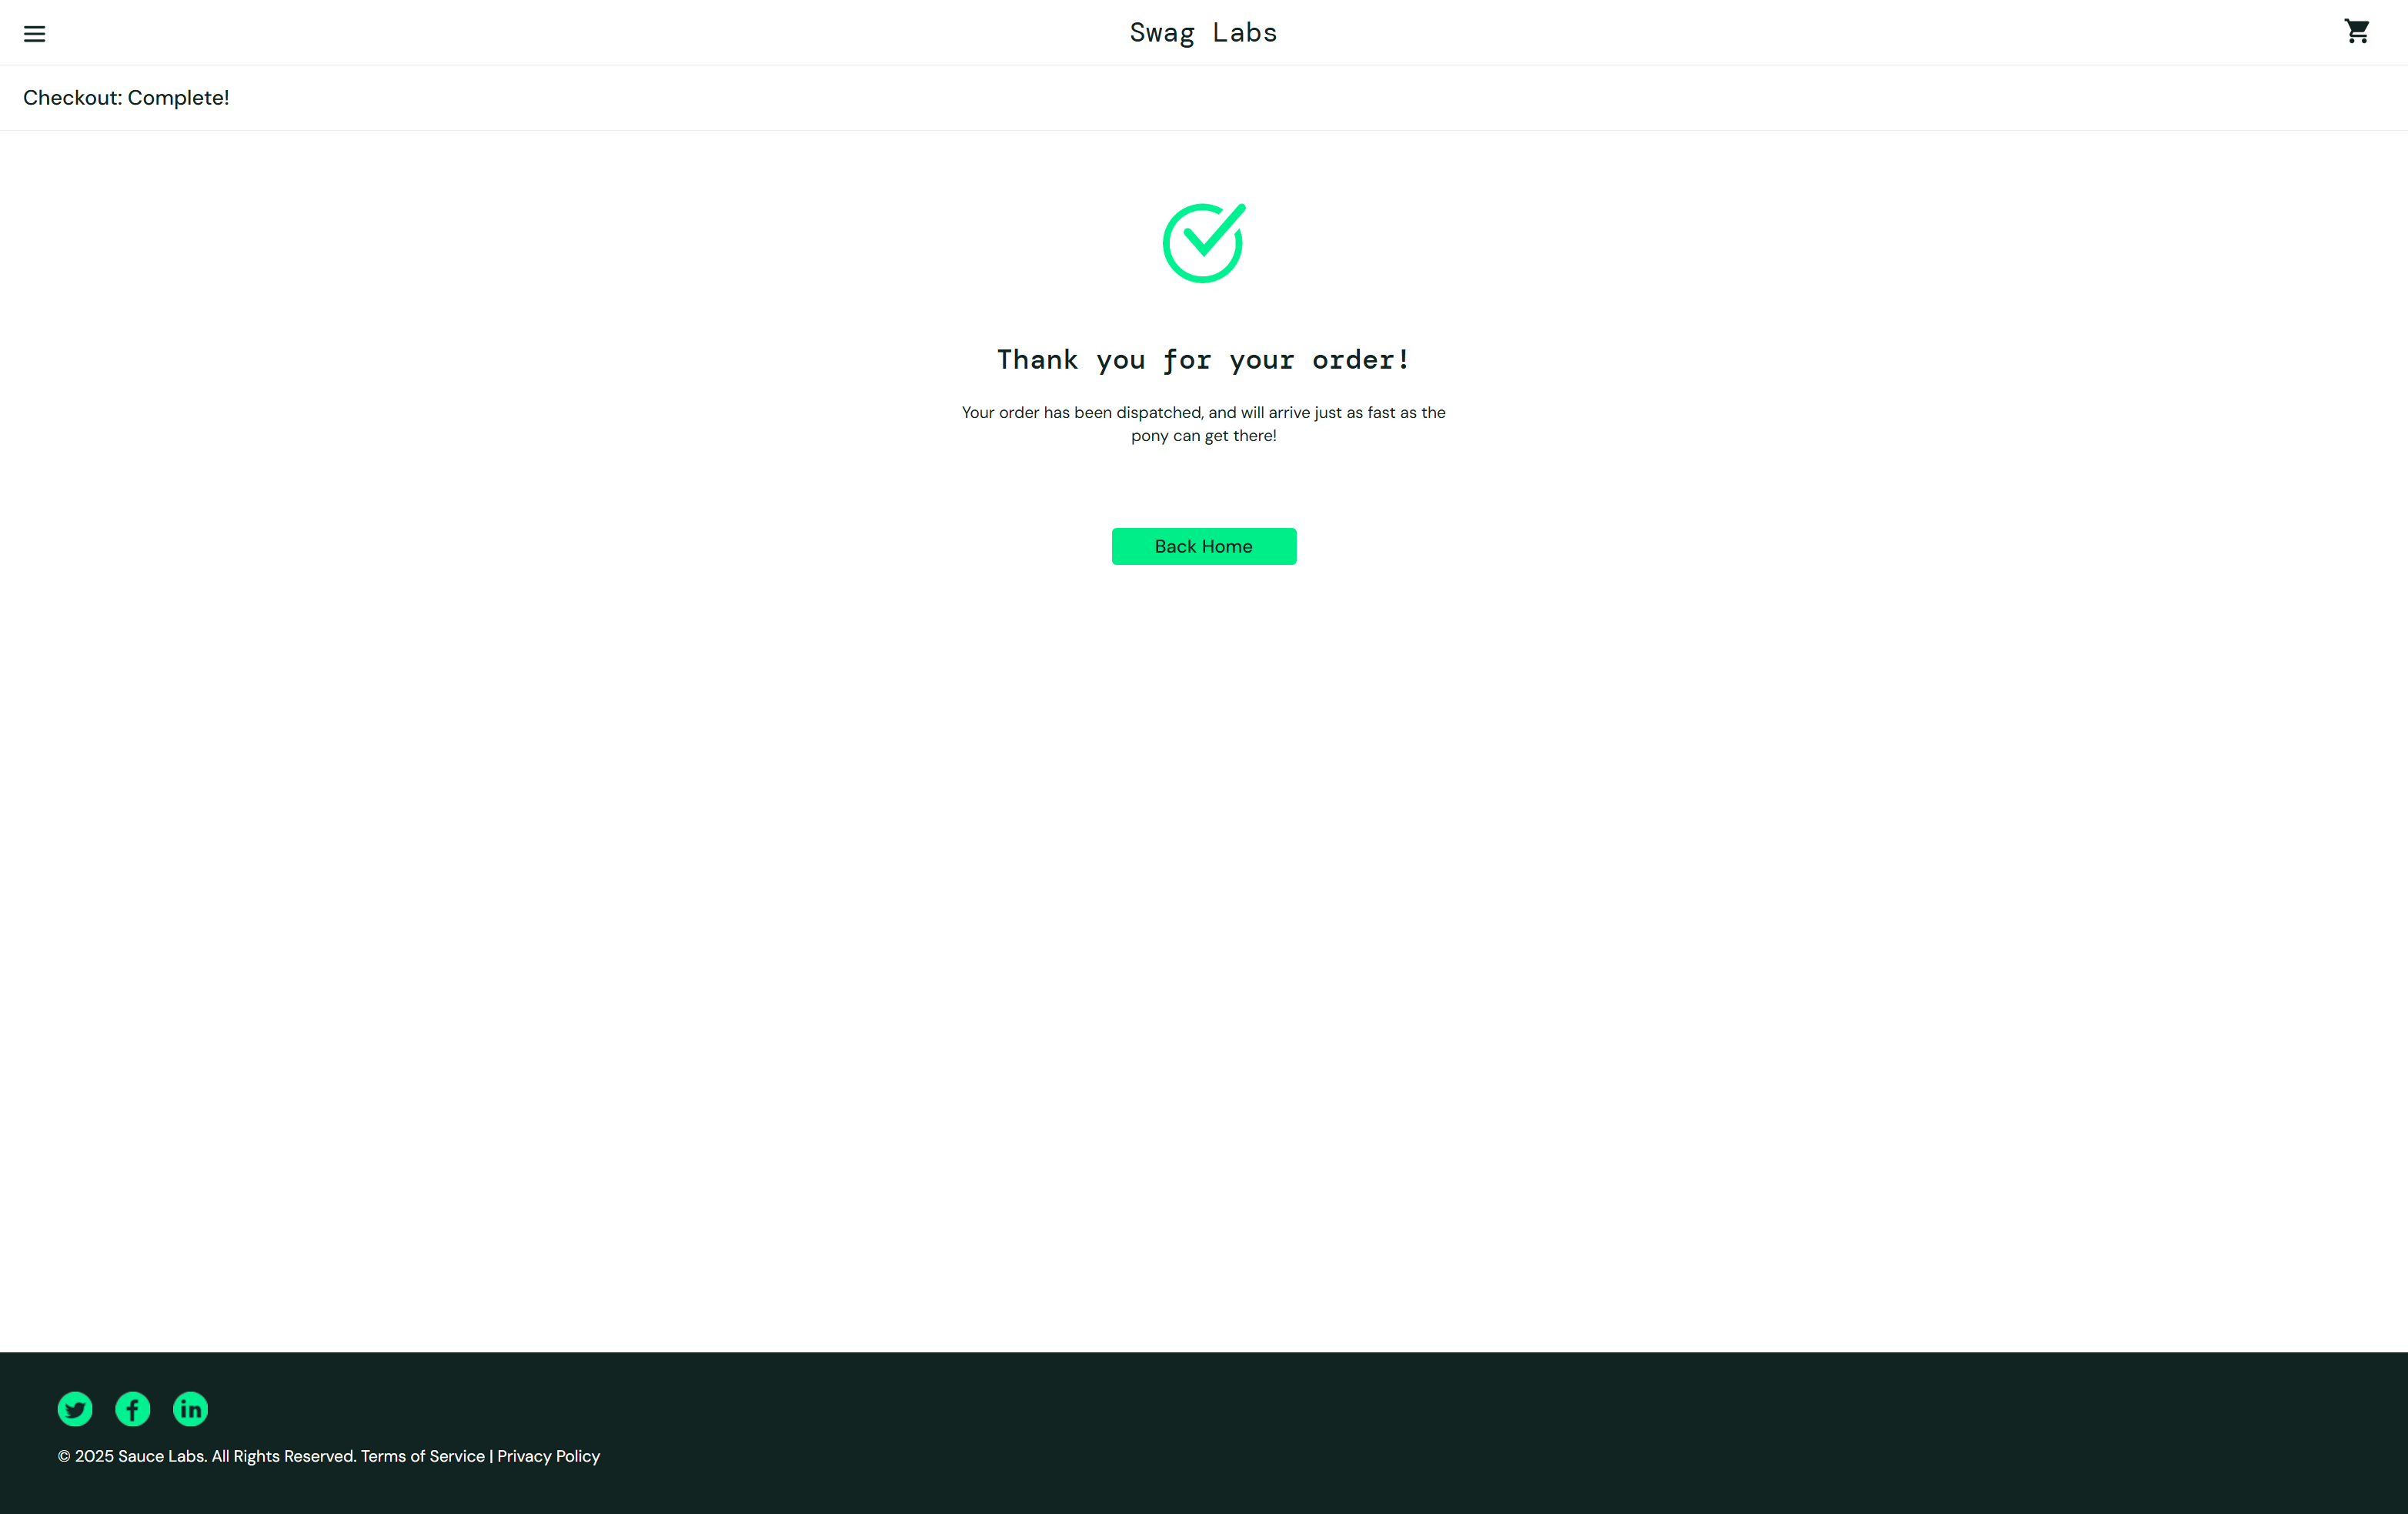 Swag Labs
Checkout: Complete!
Thank you for your order!
Your order has been dispatched, and will arrive just as fast as the
pony can get there!
Back Home
© 2025 Sauce Labs. All Rights Reserved. Terms of Service | Privacy Policy